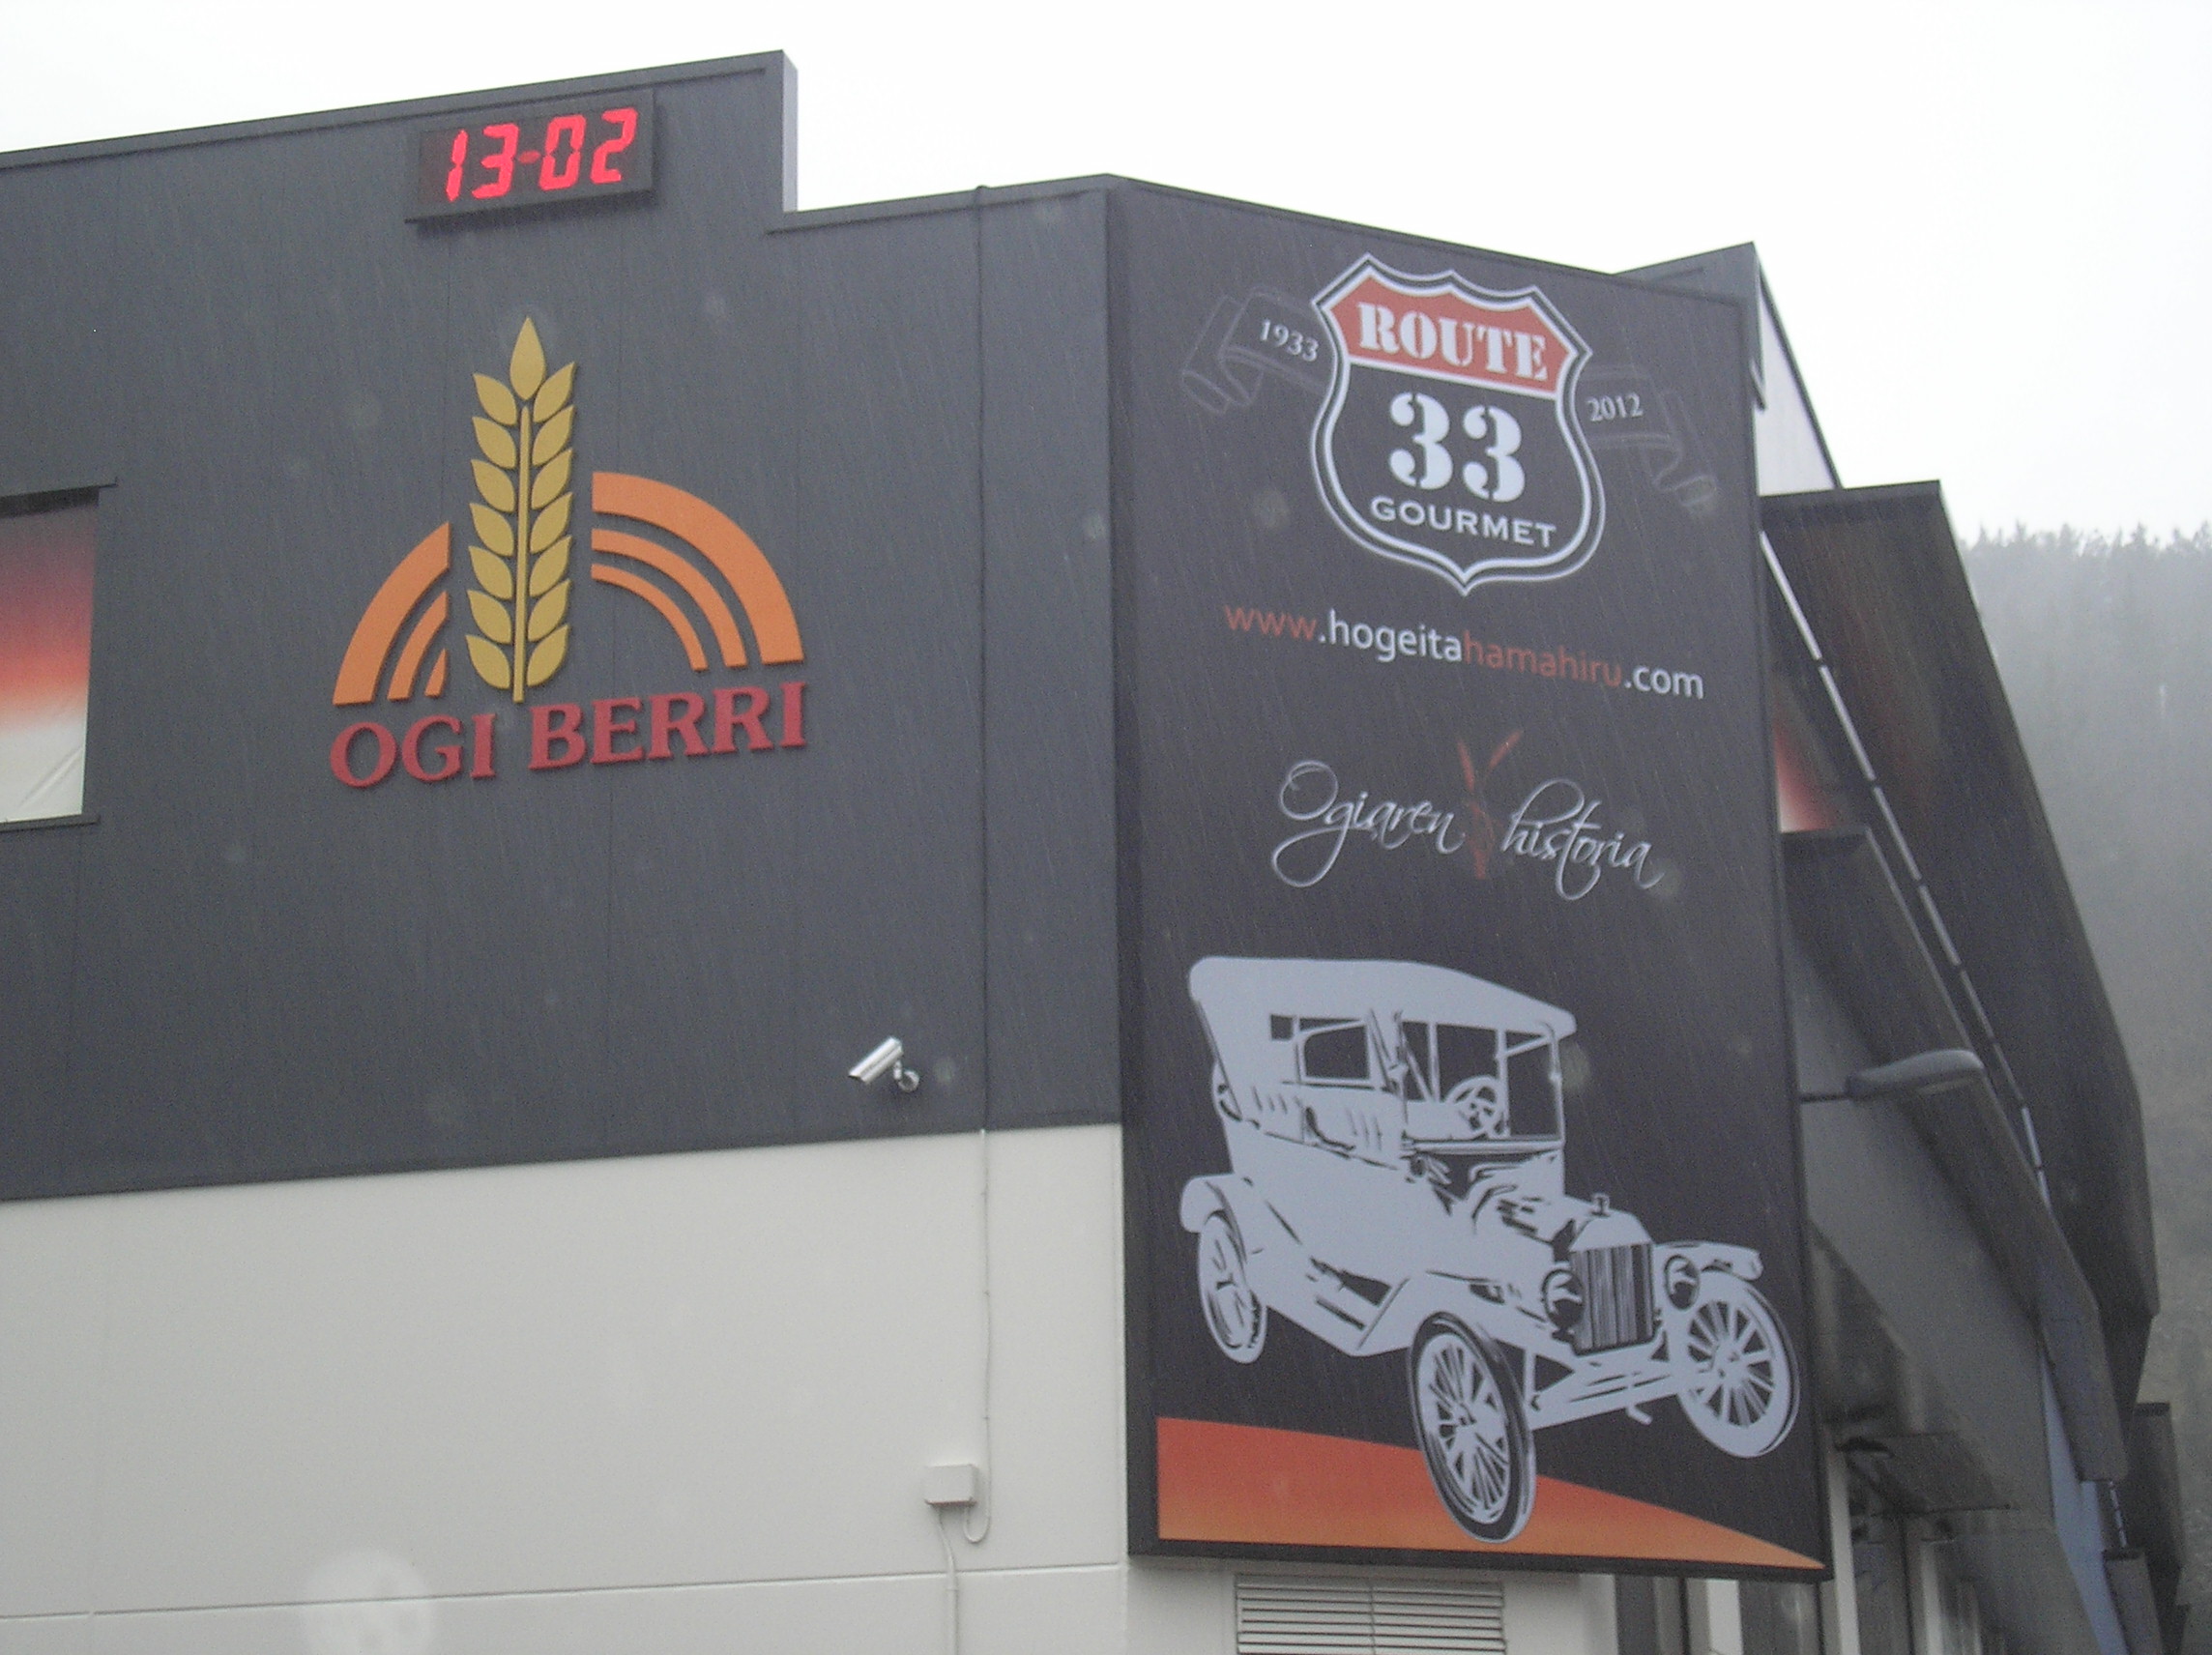 13-02
OGI BERRI
1933
ROUTE
2012
33
GOURMET
www.hogeitahamahiru.com
Ogiaren historia